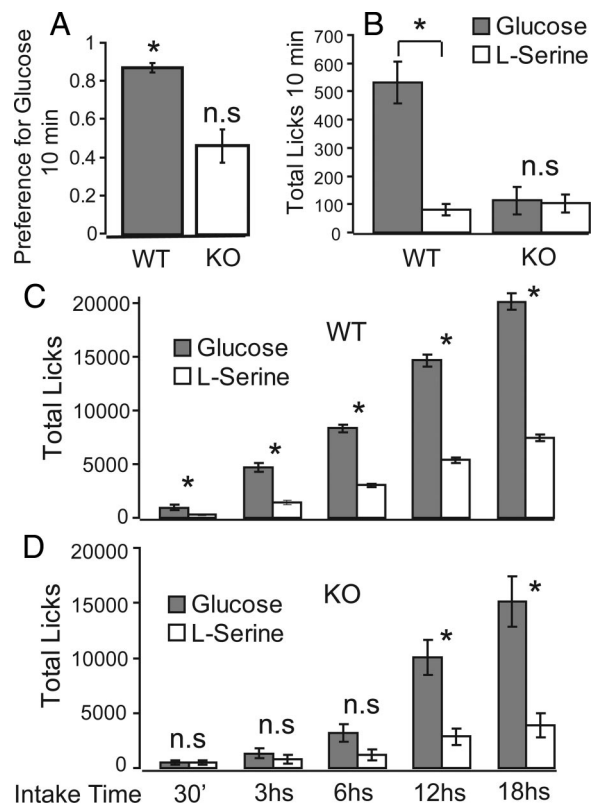 A
Preference for Glucose
10 min
1
0.8
0.6
0.4
0.2
0
*
n.s
WT
KO
B
Glucose
L-Serine
Total Licks 10 min
700
600
500
400
300
200
100
0
*
n.s
WT
KO
C
Total Licks
20000
15000
10000
5000
0
Glucose
L-Serine
WT
*
*
*
*
*
D
Total Licks
20000
15000
10000
5000
0
Glucose
L-Serine
KO
n.s
n.s
n.s
*
*
Intake Time 30' 3hs 6hs 12hs 18hs